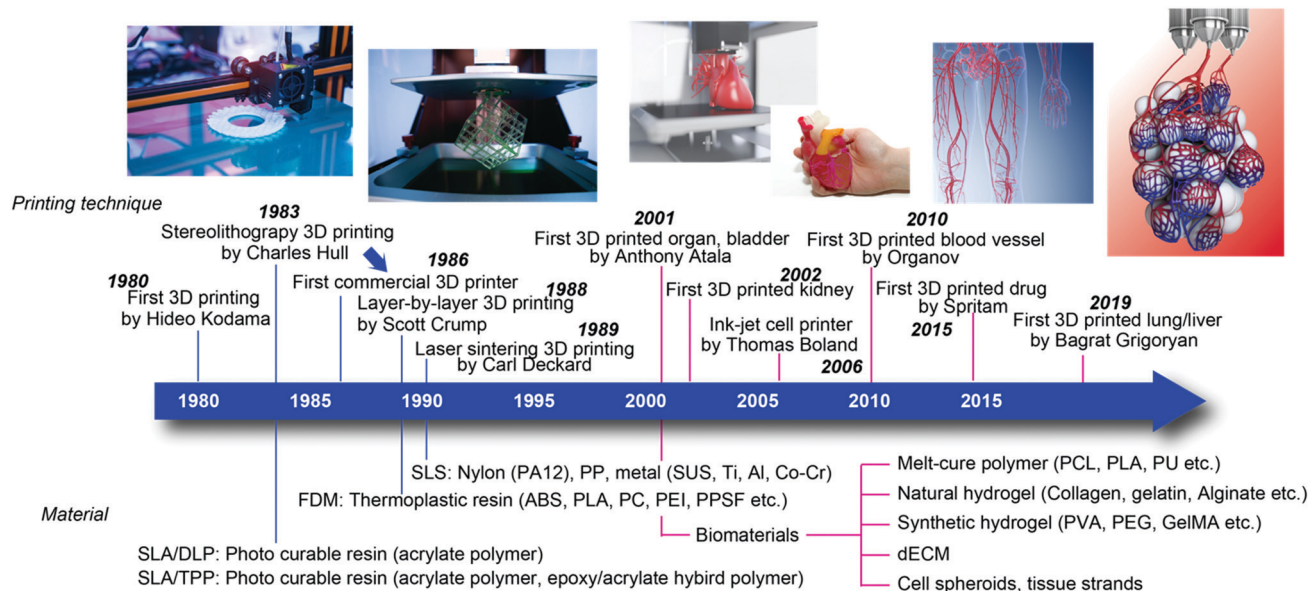 Printing technique
1983
Stereolithograpy 3D printing
by Charles Hull
1980
First 3D printing
by Hideo Kodama
1986
First commercial 3D printer
1988
Layer-by-layer 3D printing
by Scott Crump
1989
Laser sintering 3D printing
by Carl Deckard
2001
First 3D printed organ, bladder
by Anthony Atala
2002
First 3D printed kidney
Ink-jet cell printer
by Thomas Boland
2006
2010
First 3D printed blood vessel
by Organov
First 3D printed drug
by Spritam
2015
2019
First 3D printed lung/liver
by Bagrat Grigoryan
1980 1985 1990 1995 2000 2005 2010 2015
Material
SLS: Nylon (PA12), PP, metal (SUS, Ti, Al, Co-Cr)
FDM: Thermoplastic resin (ABS, PLA, PC, PEI, PPSF etc.)
SLA/DLP: Photo curable resin (acrylate polymer)
SLA/TPP: Photo curable resin (acrylate polymer, epoxy/acrylate hybird polymer)
Biomaterials
Melt-cure polymer (PCL, PLA, PU etc.)
Natural hydrogel (Collagen, gelatin, Alginate etc.)
Synthetic hydrogel (PVA, PEG, GelMA etc.)
dECM
Cell spheroids, tissue strands